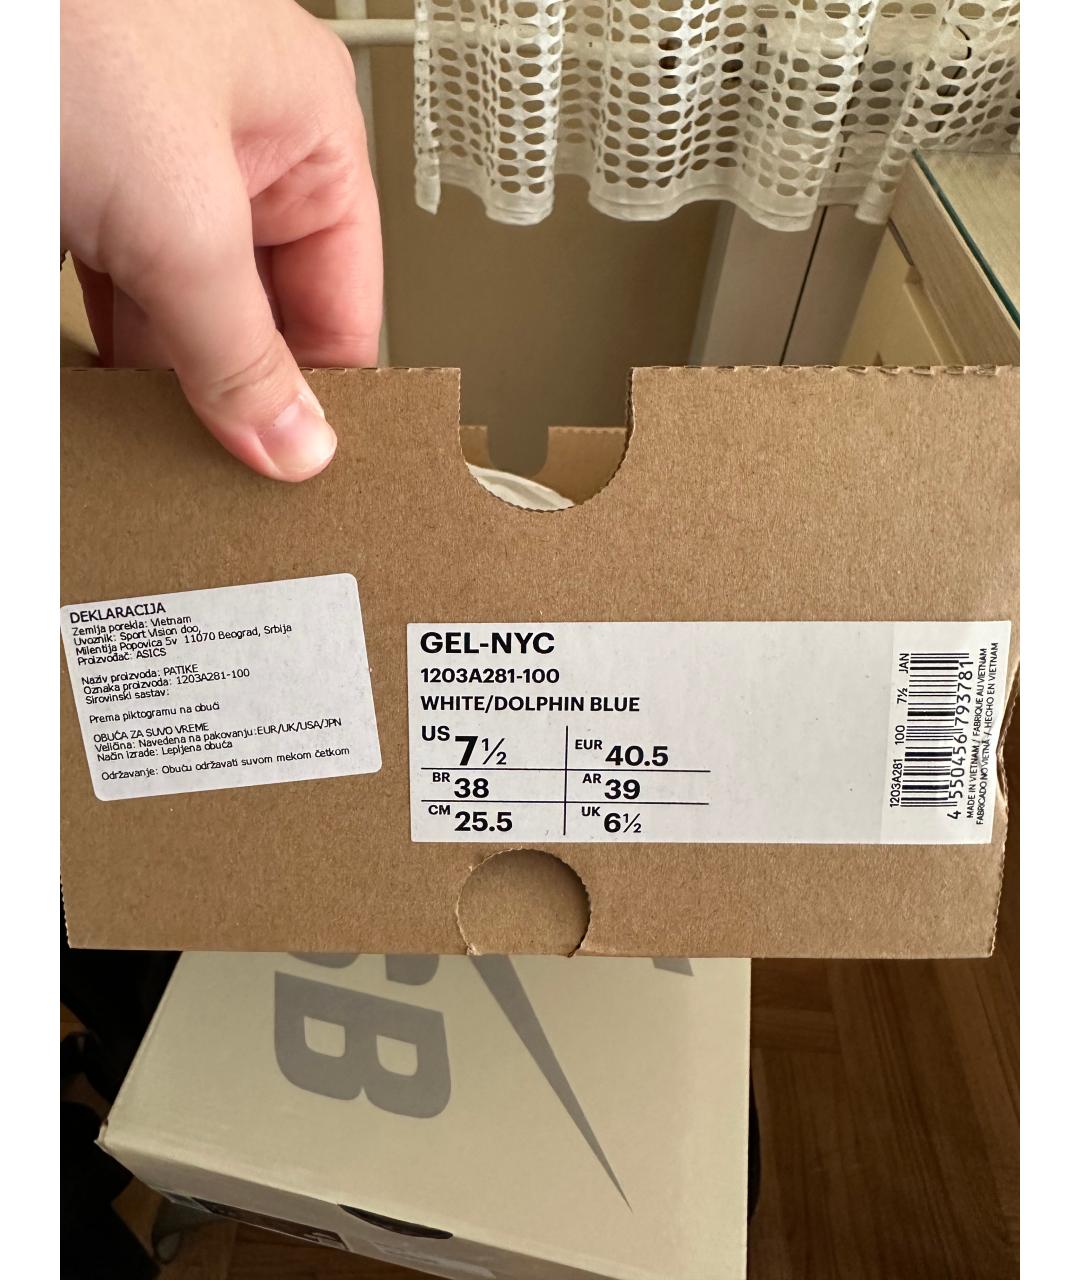 DEKLARACIJA
Zemlja porekla: Vietnam
Uvoznik: Sport Vision doo,
Milentija Popovica 5v 11070 Beograd, Srbija
Proizvođač: ASICS
Naziv proizvoda: PATIKE
Oznaka proizvoda: 1203A281-100
Sirovinski sastav:
Prema piktogramu na obući
OBUĆA ZA SUVO VREME
Veličina: Navedena na pakovanju:EUR/UK/USA/JPN
Način izrade: Lepljena obuća
Održavanje: Obuću održavati suvom mekom četkom
GEL-NYC
1203A281-100
WHITE/DOLPHIN BLUE
US 7½ EUR 40.5
BR 38 AR 39
CM 25.5 UK 6½
1203A281 100 7½ JAN
4 550456 793781
MADE IN VIETNAM / FABRIQUÉ AU VIETNAM
FABRICADO NO VIETNÃ / HECHO EN VIETNAM
SB